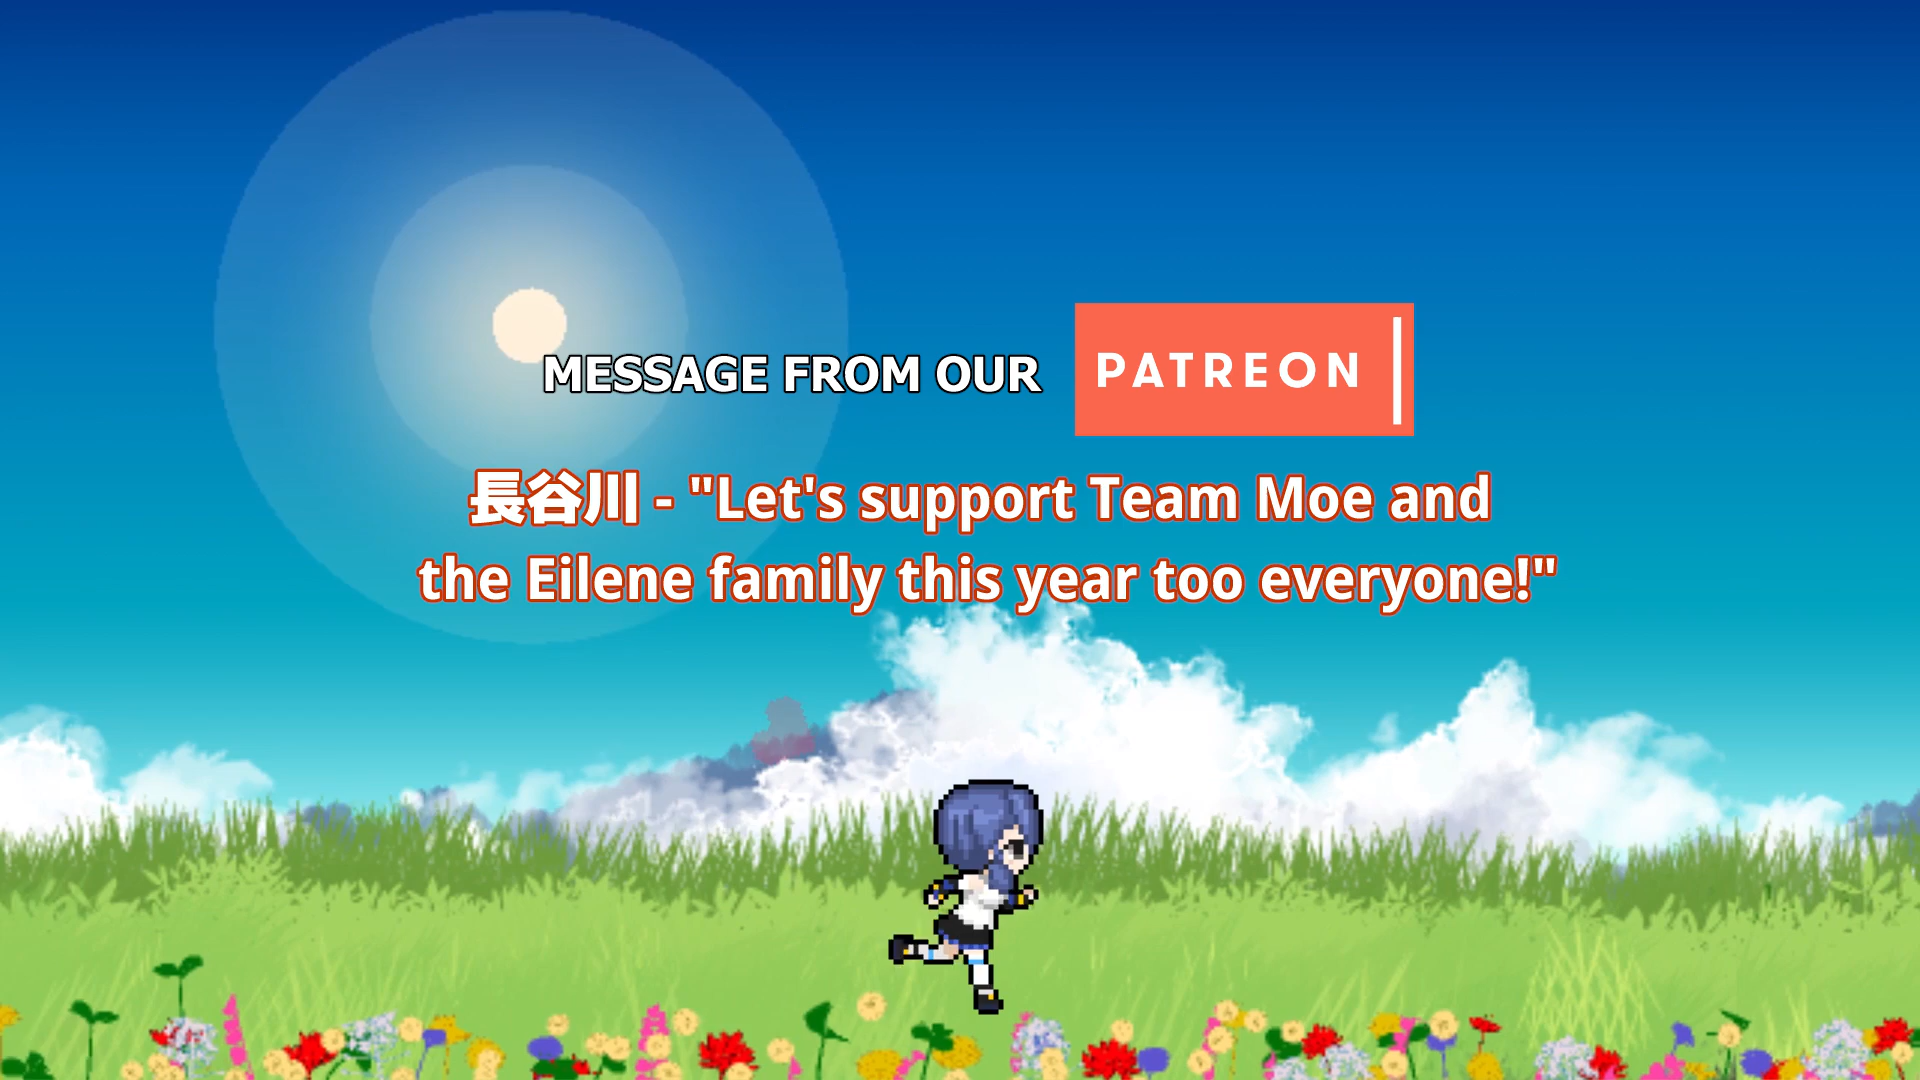 MESSAGE FROM OUR PATREON
長谷川 - "Let's support Team Moe and
the Eilene family this year too everyone!"